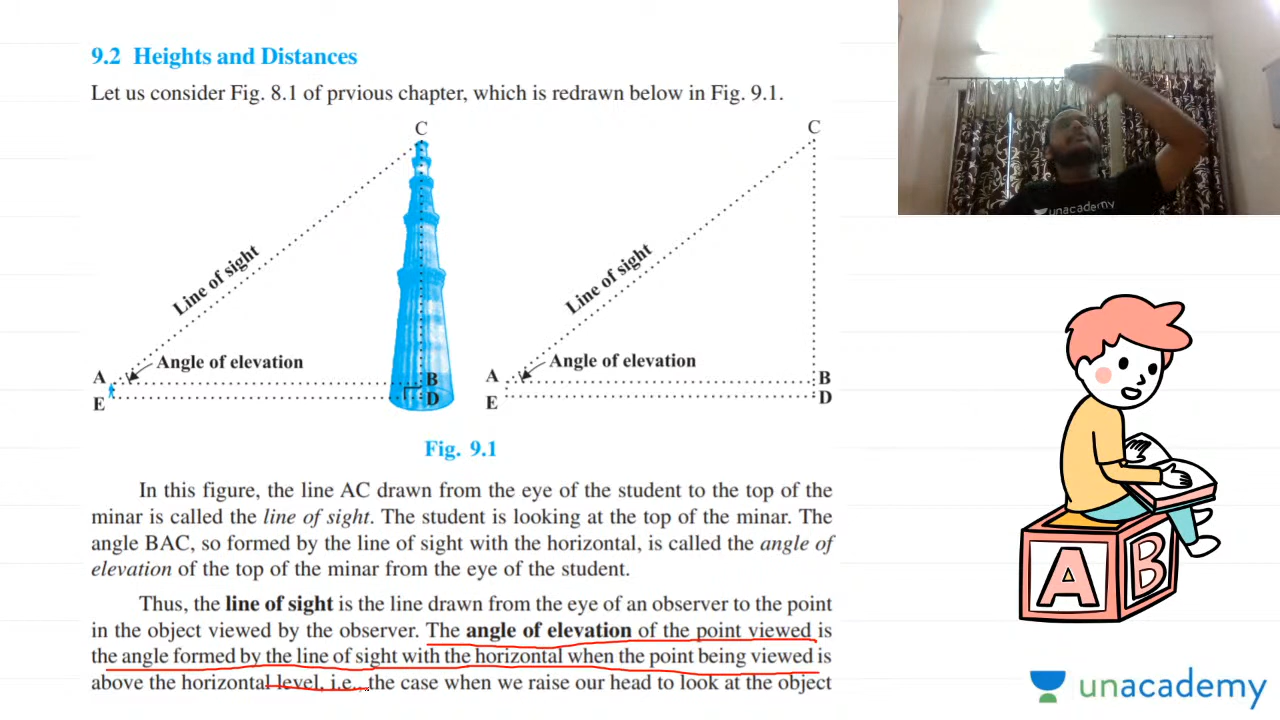 9.2 Heights and Distances
Let us consider Fig. 8.1 of prvious chapter, which is redrawn below in Fig. 9.1.
C
Line of sight
Angle of elevation
A
B
E
D
C
Line of sight
Angle of elevation
A
B
E
D
Fig. 9.1
In this figure, the line AC drawn from the eye of the student to the top of the
minar is called the line of sight. The student is looking at the top of the minar. The
angle BAC, so formed by the line of sight with the horizontal, is called the angle of
elevation of the top of the minar from the eye of the student.
Thus, the line of sight is the line drawn from the eye of an observer to the point
in the object viewed by the observer. The angle of elevation of the point viewed is
the angle formed by the line of sight with the horizontal when the point being viewed is
above the horizontal level, i.e., the case when we raise our head to look at the object
unacademy
A
B
unacademy